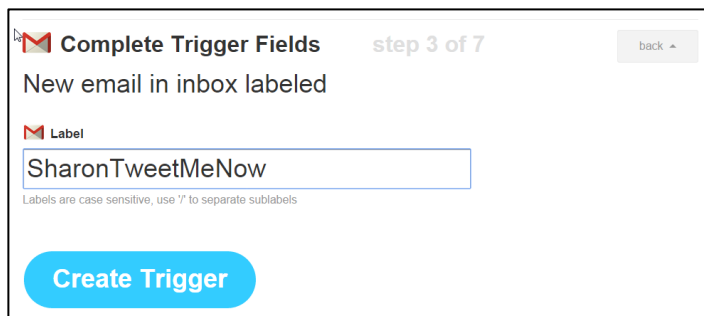 Complete Trigger Fields step 3 of 7 back
New email in inbox labeled
Label
SharonTweetMeNow
Labels are case sensitive, use '/' to separate sublabels
Create Trigger